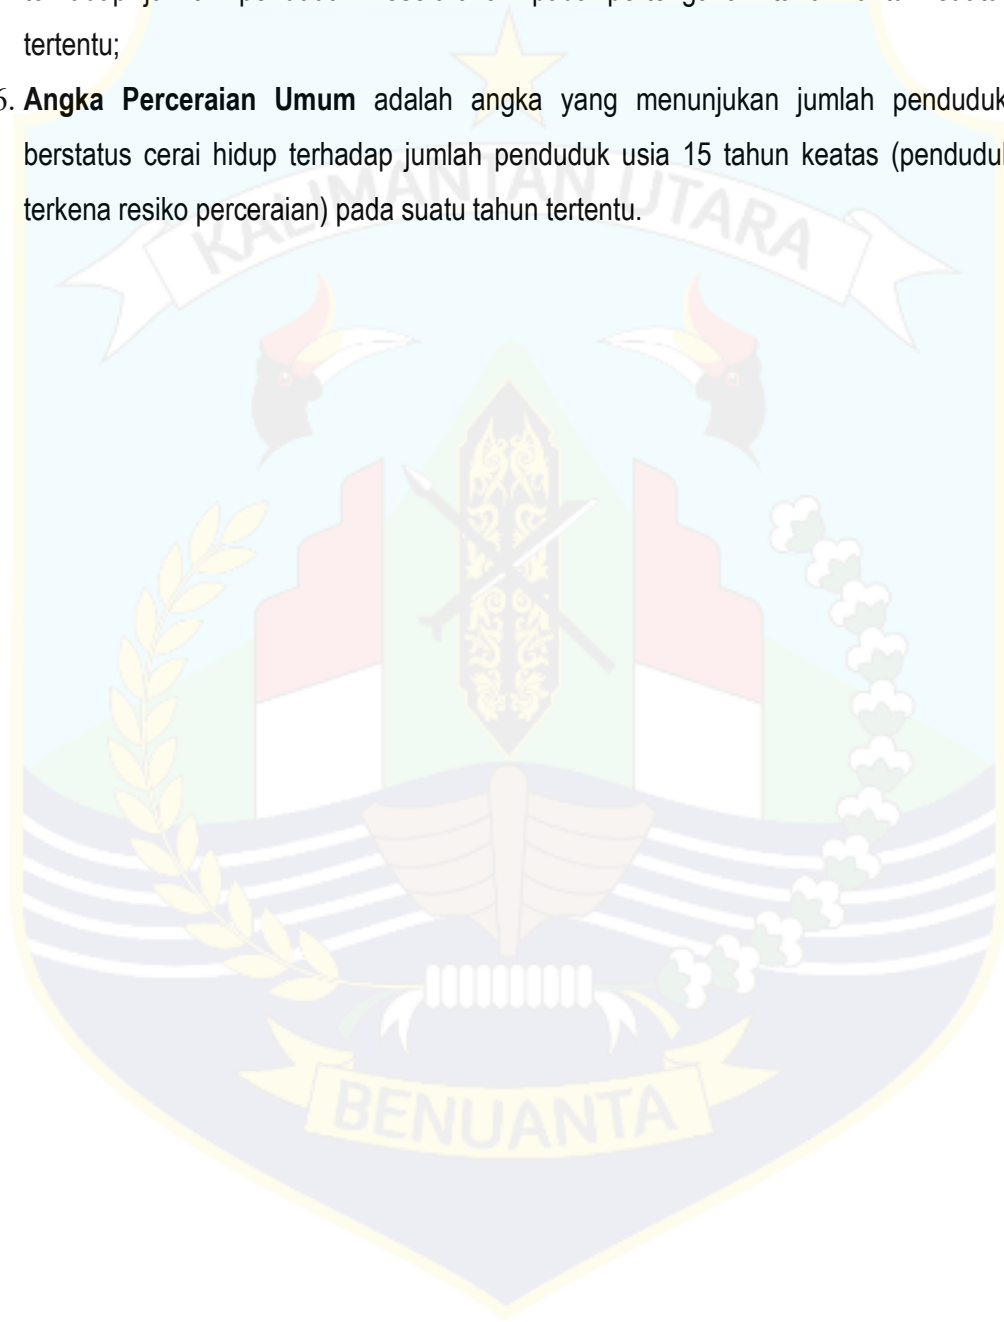 tertentu;
6. Angka Perceraian Umum adalah angka yang menunjukan jumlah penduduk
berstatus cerai hidup terhadap jumlah penduduk usia 15 tahun keatas (penduduk
terkena resiko perceraian) pada suatu tahun tertentu.
KALIMANTAN UTARA
BENUANTA